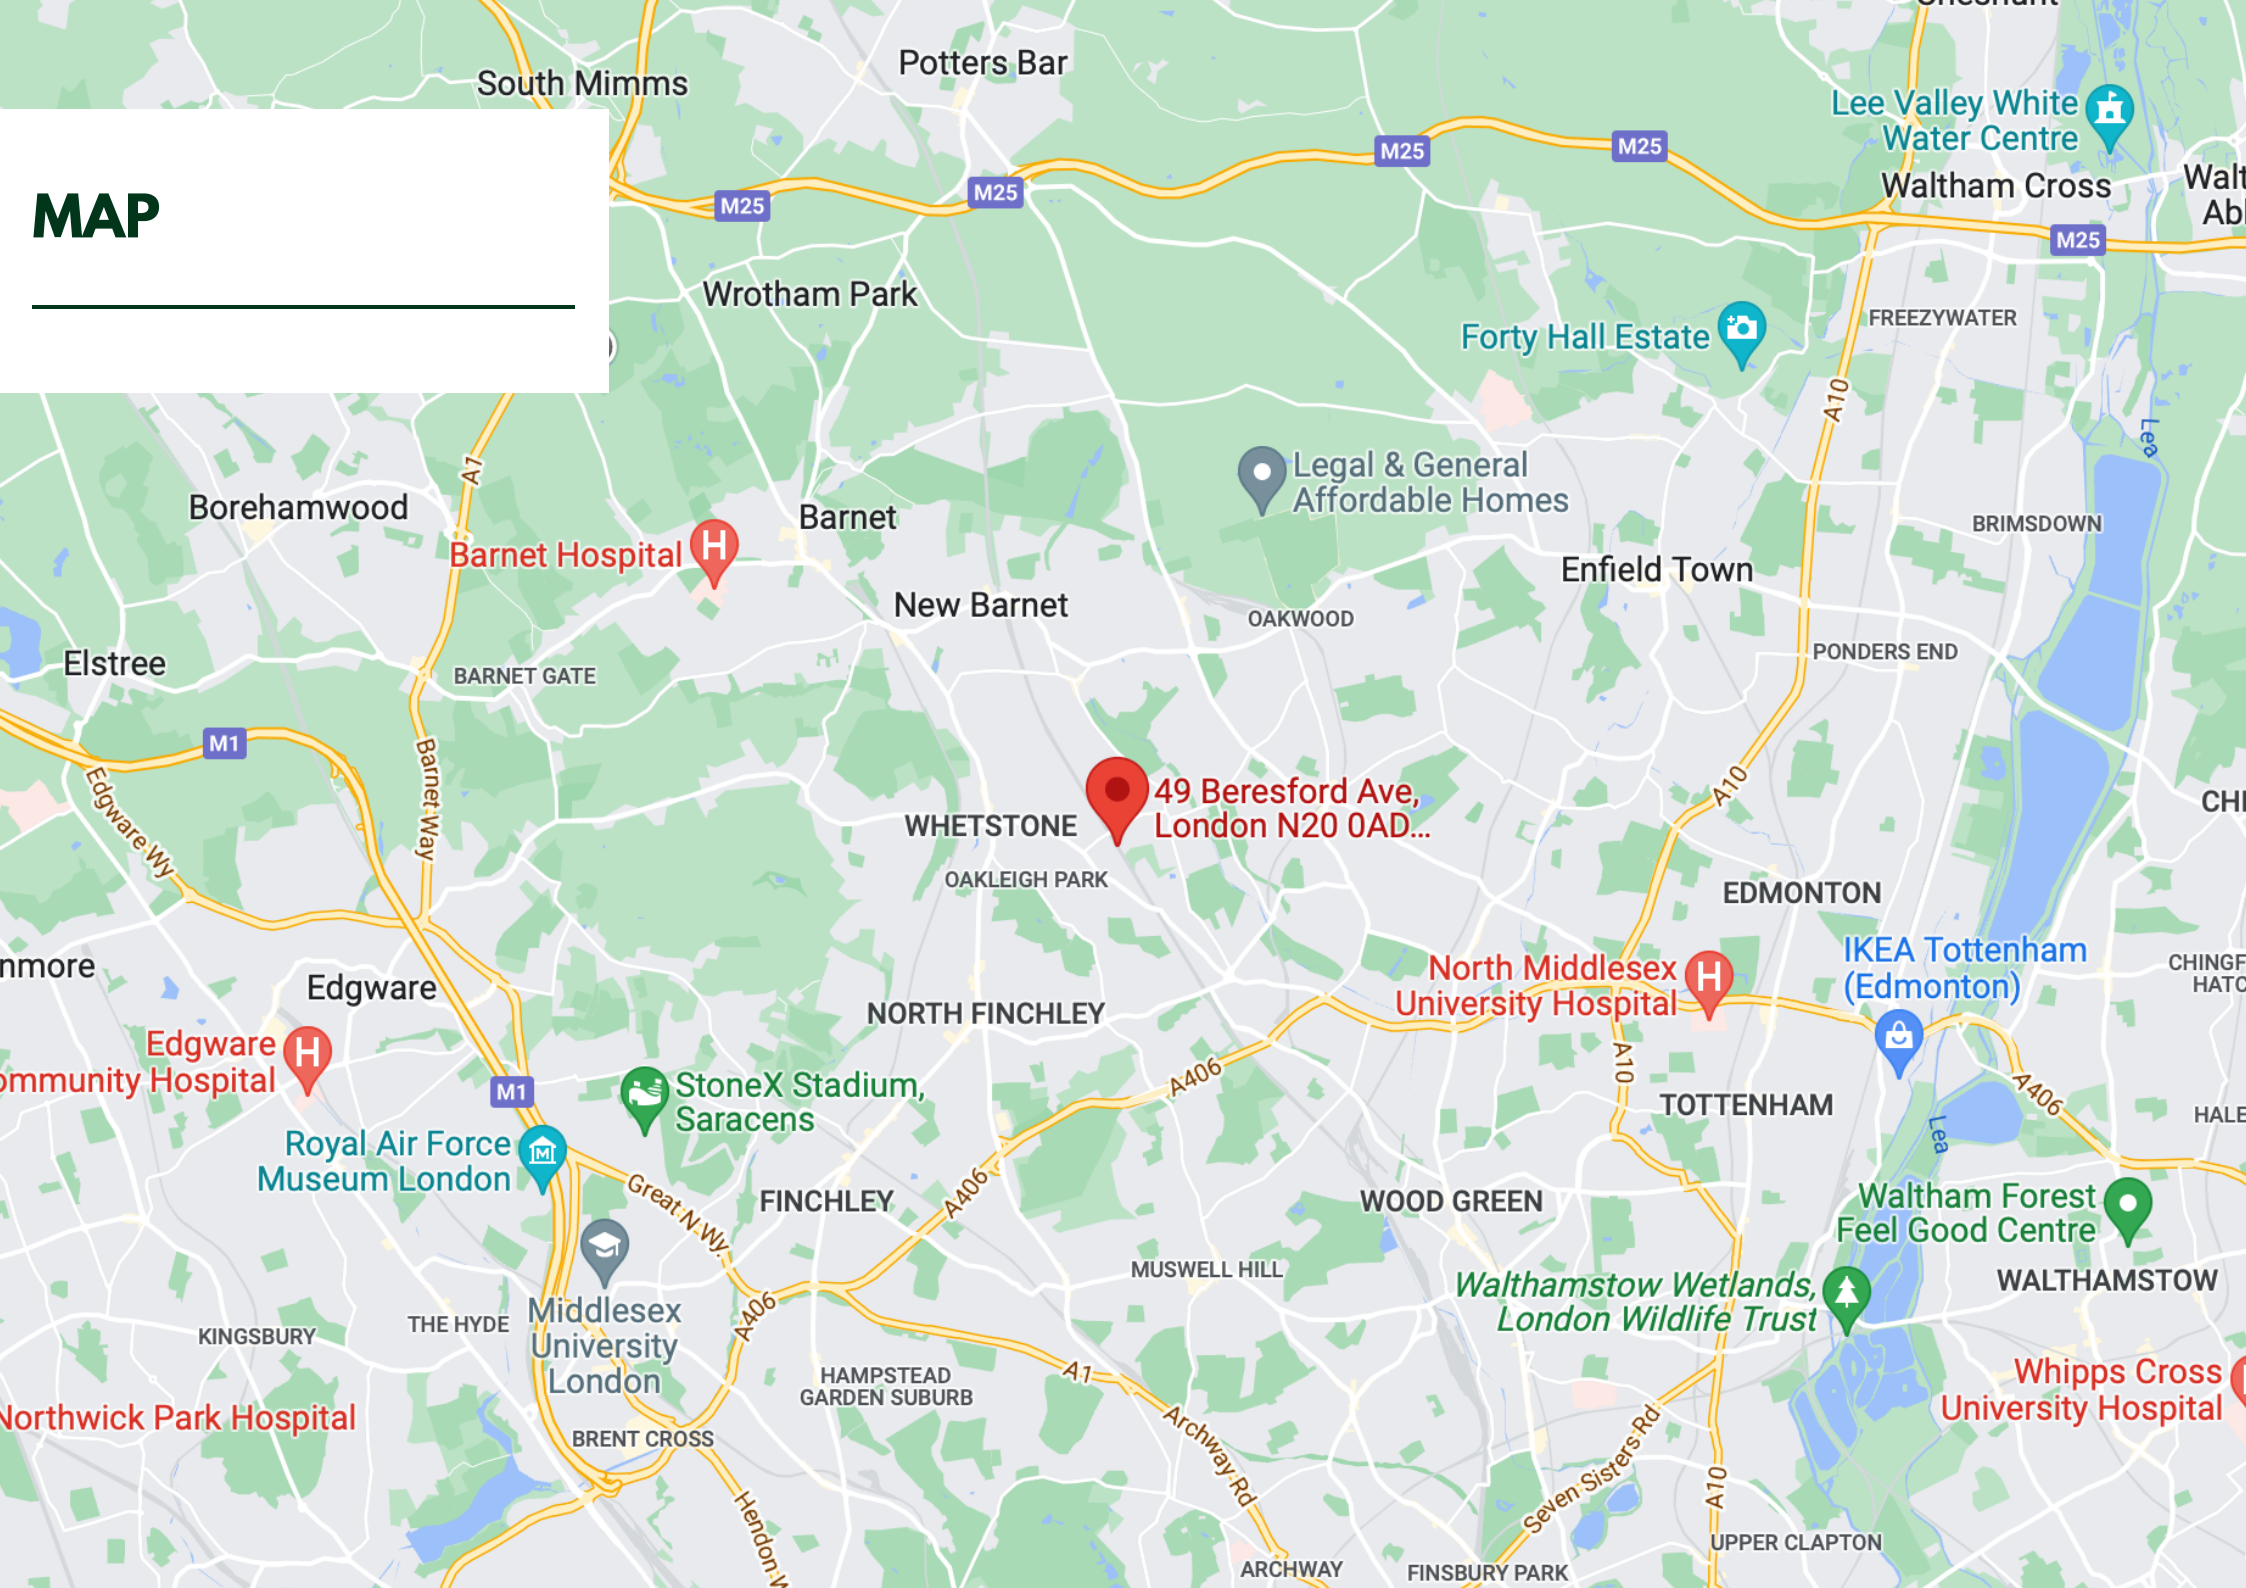 Potters Bar
South Mimms
Lee Valley White
Water Centre
M25
M25
M25
M25
M25
Waltham Cross
MAP
Wrotham Park
FREEZYWATER
Forty Hall Estate
A10
Lea
A1
Legal & General
Affordable Homes
Borehamwood
Barnet
BRIMSDOWN
Barnet Hospital
H
Enfield Town
New Barnet
OAKWOOD
Elstree
BARNET GATE
PONDERS END
M1
Edgware Wy
Barnet Way
49 Beresford Ave,
London N20 0AD...
A10
WHETSTONE
OAKLEIGH PARK
EDMONTON
nmore
Edgware
North Middlesex
University Hospital
H
IKEA Tottenham
(Edmonton)
NORTH FINCHLEY
Edgware
ommunity Hospital
H
M1
StoneX Stadium,
Saracens
A406
A10
TOTTENHAM
A406
Lea
HALE
Royal Air Force
Museum London
M
Great N Wy.
FINCHLEY
A406
WOOD GREEN
Waltham Forest
Feel Good Centre
MUSWELL HILL
WALTHAMSTOW
Walthamstow Wetlands,
London Wildlife Trust
KINGSBURY
THE HYDE
Middlesex
University
London
A406
HAMPSTEAD
GARDEN SUBURB
A1
Whipps Cross
University Hospital
Northwick Park Hospital
BRENT CROSS
Archway Rd
Seven Sisters Rd
A10
Hendon W
UPPER CLAPTON
ARCHWAY
FINSBURY PARK